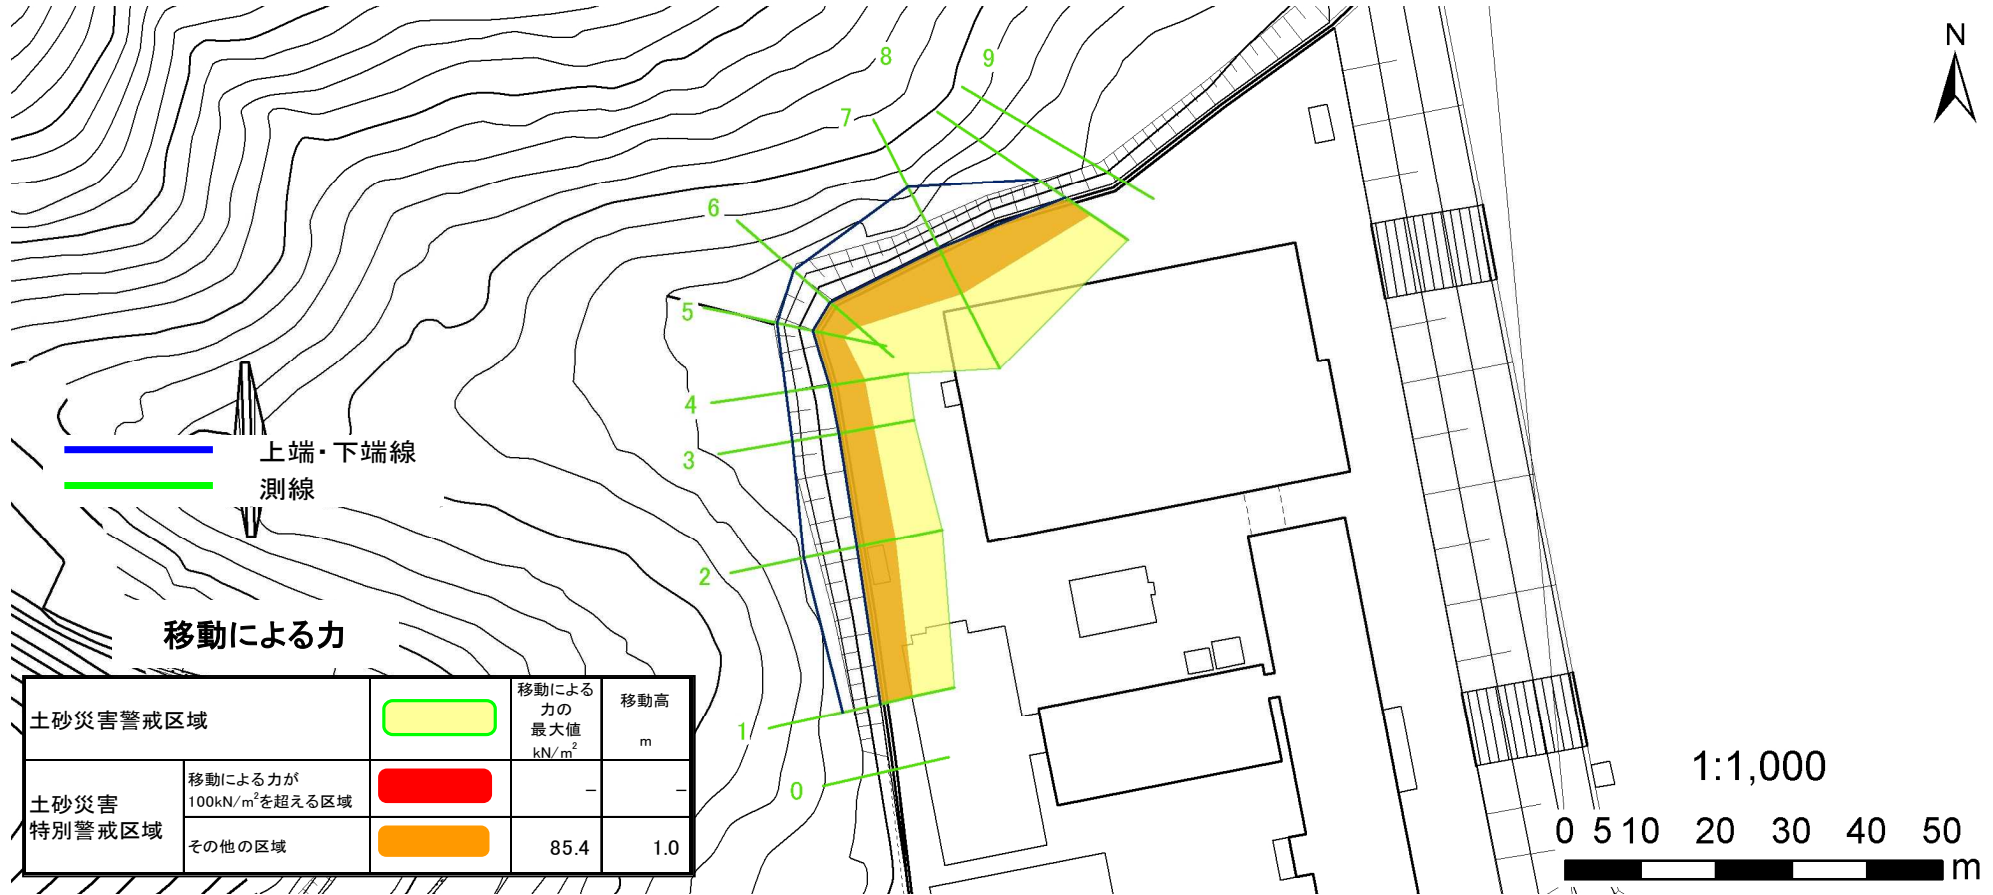 N
8
9
7
6
5
4
3
2
1
0
上端・下端線
測線
移動による力
移動による
力の
最大値
kN/m²
移動高
m
土砂災害警戒区域
土砂災害
特別警戒区域
移動による力が
100kN/m²を超える区域
－
－
その他の区域
85.4
1.0
1:1,000
0 5 10 20 30 40 50
m